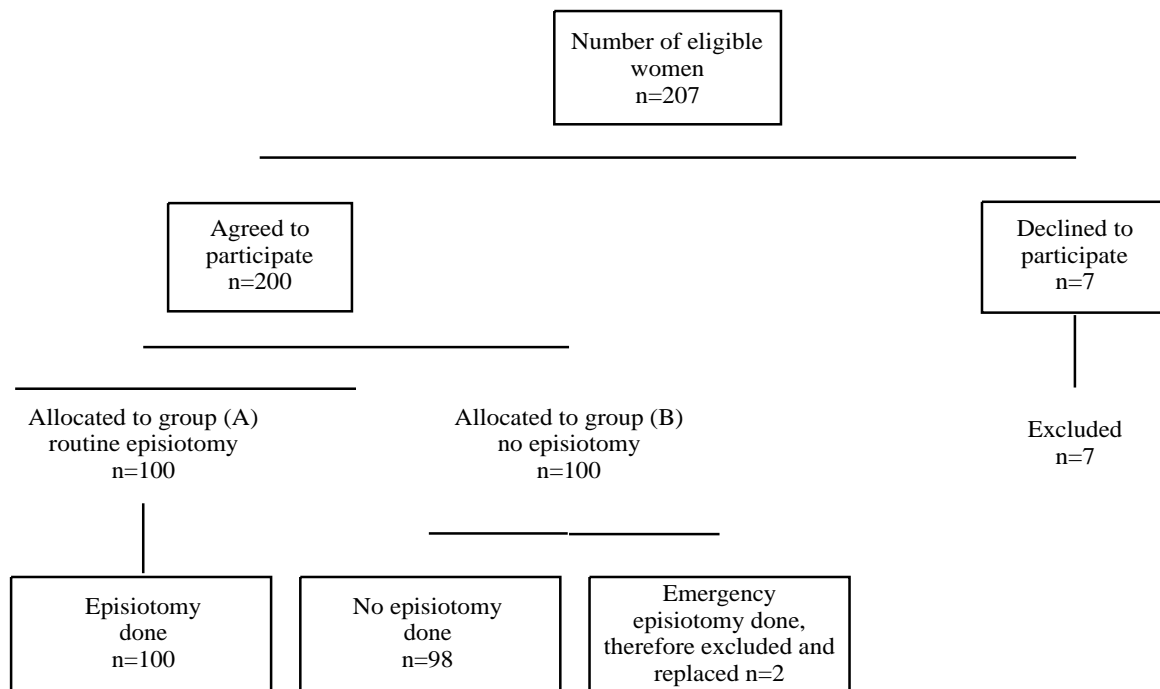 Number of eligible
women
n=207
Agreed to
participate
n=200
Declined to
participate
n=7
Allocated to group (A)
routine episiotomy
n=100
Allocated to group (B)
no episiotomy
n=100
Excluded
n=7
Episiotomy
done
n=100
No episiotomy
done
n=98
Emergency
episiotomy done,
therefore excluded and
replaced n=2